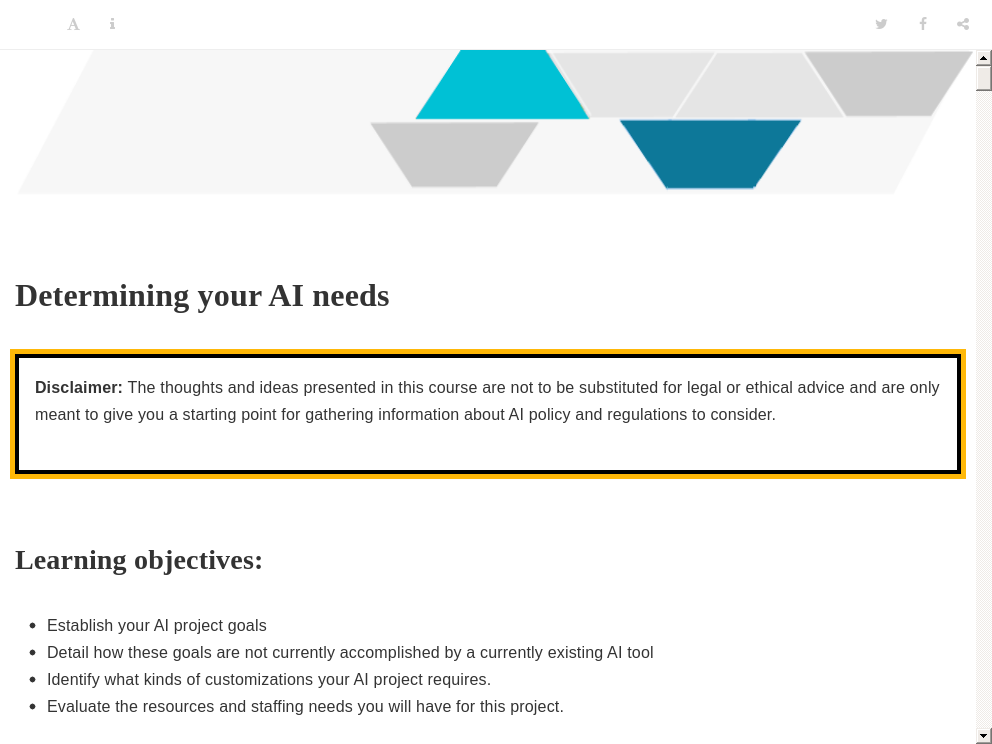 Determining your AI needs
Disclaimer: The thoughts and ideas presented in this course are not to be substituted for legal or ethical advice and are only
meant to give you a starting point for gathering information about AI policy and regulations to consider.
Learning objectives:
• Establish your AI project goals
• Detail how these goals are not currently accomplished by a currently existing AI tool
• Identify what kinds of customizations your AI project requires.
• Evaluate the resources and staffing needs you will have for this project.